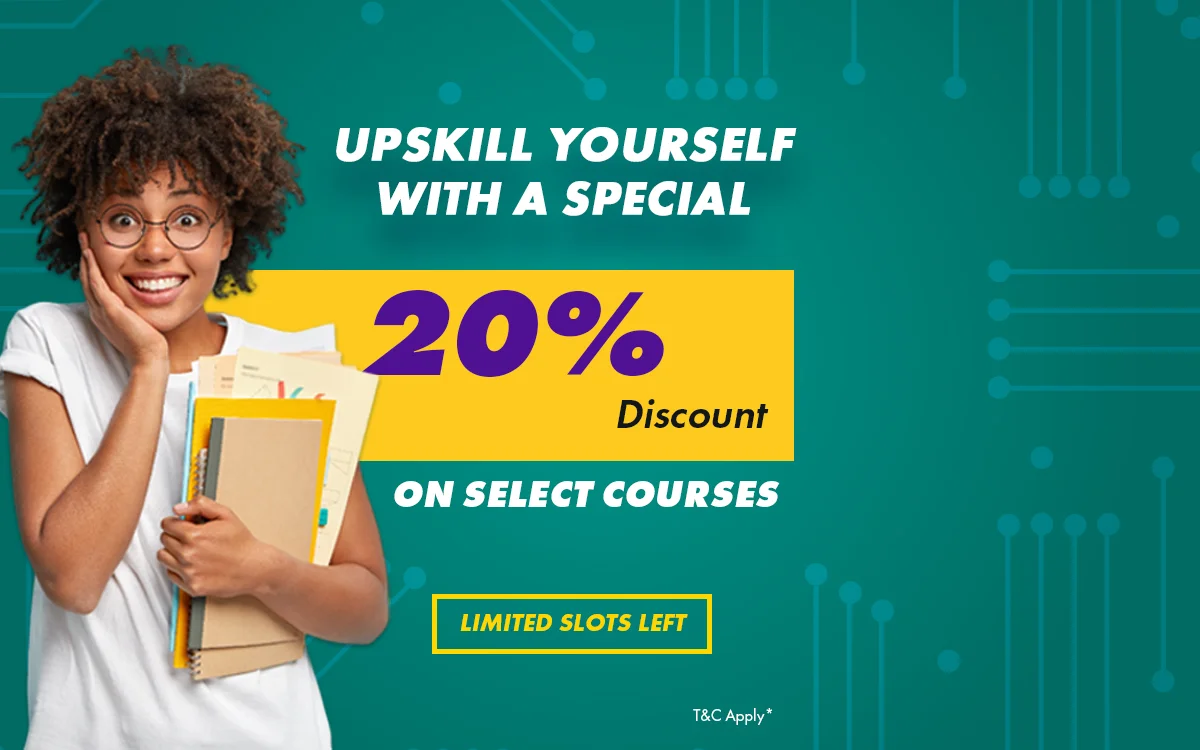 UPSKILL YOURSELF
WITH A SPECIAL
20%
Discount
ON SELECT COURSES
LIMITED SLOTS LEFT
T&C Apply*